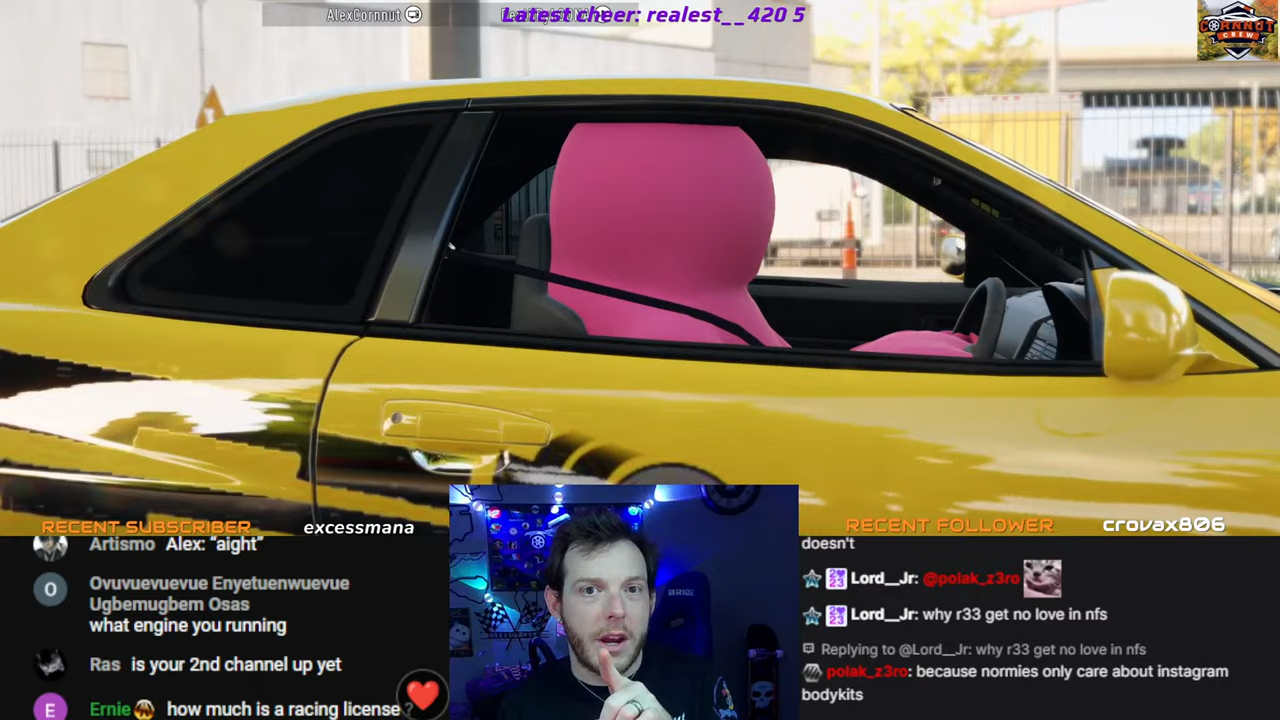 AlexCornnut
Latest cheer: realest__420 5
CORNNUT
CREW
RECENT SUBSCRIBER excessmana
RECENT FOLLOWER crovax806
Artismo Alex: “aight”
Ovuvuevuevue Enyetuenwuevue
Ugbemugbem Osas
what engine you running
Ras is your 2nd channel up yet
E Ernie how much is a racing license?
BRIDE
doesn't
Lord__Jr: @polak_z3ro
Lord__Jr: why r33 get no love in nfs
Replying to @Lord__Jr: why r33 get no love in nfs
polak_z3ro: because normies only care about instagram
bodykits